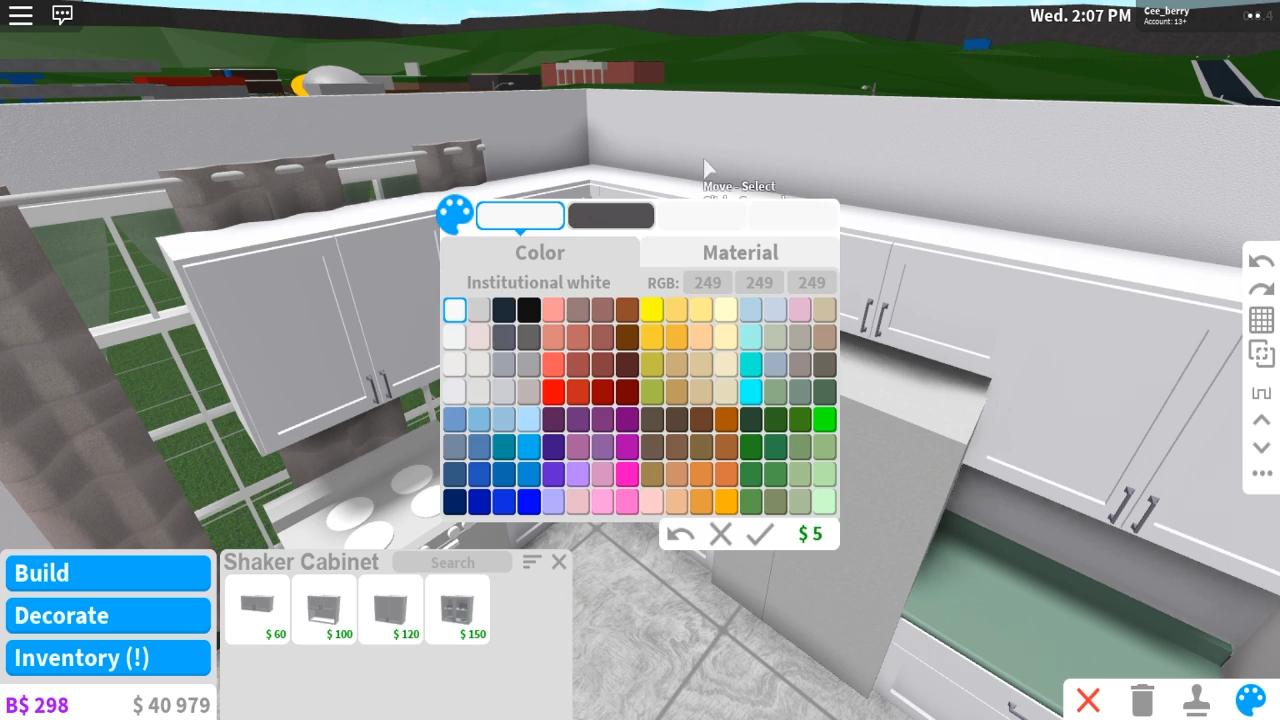 Wed. 2:07 PM
Cee_berry
Account: 13+
Move - Select
Color
Material
Institutional white
RGB: 249 249 249
$ 5
Build
Decorate
Inventory (!)
B$ 298
$ 40 979
Shaker Cabinet
Search
$ 60
$ 100
$ 120
$ 150